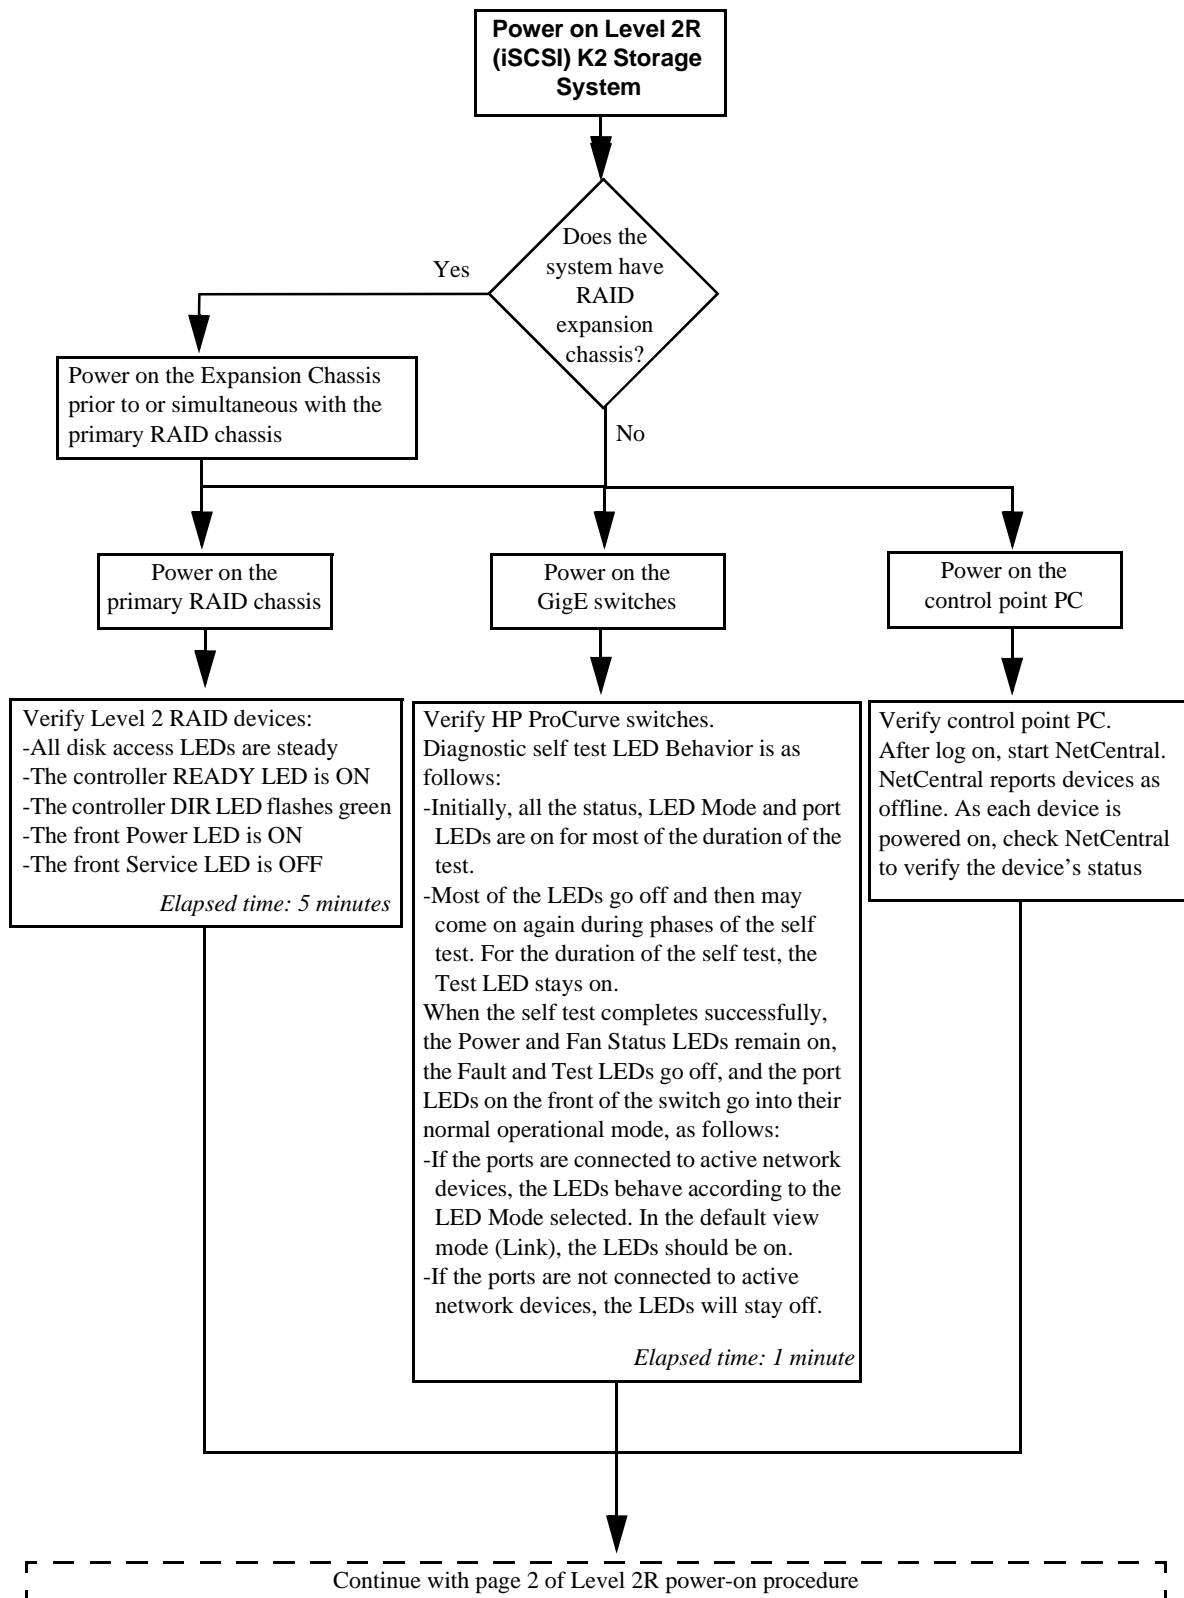 Power on Level 2R
(iSCSI) K2 Storage
System
Does the
system have
RAID
expansion
chassis?
Yes
Power on the Expansion Chassis
prior to or simultaneous with the
primary RAID chassis
No
Power on the
primary RAID chassis
Power on the
GigE switches
Power on the
control point PC
Verify Level 2 RAID devices:
-All disk access LEDs are steady
-The controller READY LED is ON
-The controller DIR LED flashes green
-The front Power LED is ON
-The front Service LED is OFF
Elapsed time: 5 minutes
Verify HP ProCurve switches.
Diagnostic self test LED Behavior is as
follows:
-Initially, all the status, LED Mode and port
LEDs are on for most of the duration of the
test.
-Most of the LEDs go off and then may
come on again during phases of the self
test. For the duration of the self test, the
Test LED stays on.
When the self test completes successfully,
the Power and Fan Status LEDs remain on,
the Fault and Test LEDs go off, and the port
LEDs on the front of the switch go into their
normal operational mode, as follows:
-If the ports are connected to active network
devices, the LEDs behave according to the
LED Mode selected. In the default view
mode (Link), the LEDs should be on.
-If the ports are not connected to active
network devices, the LEDs will stay off.
Elapsed time: 1 minute
Verify control point PC.
After log on, start NetCentral.
NetCentral reports devices as
offline. As each device is
powered on, check NetCentral
to verify the device’s status
Continue with page 2 of Level 2R power-on procedure